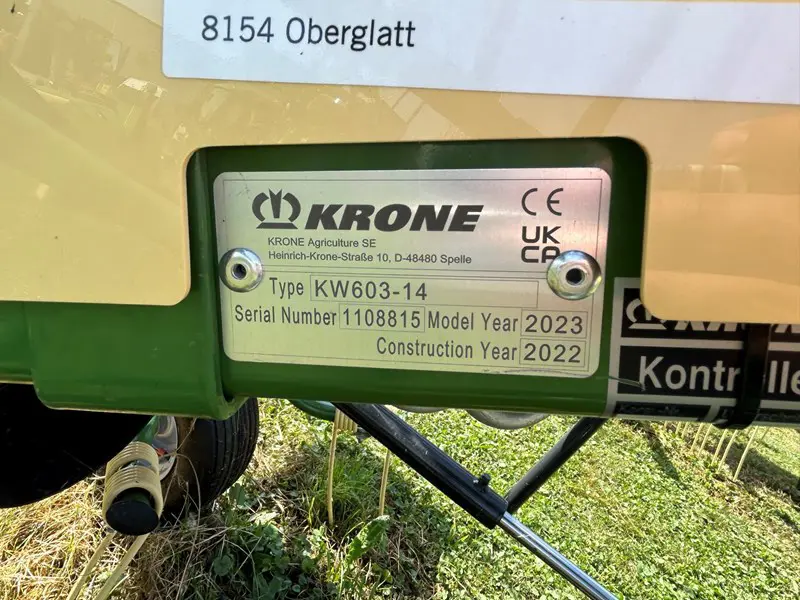 8154 Oberglatt
KRONE
CE
KRONE Agriculture SE
Heinrich-Krone-Straße 10, D-48480 Spelle
UK
CA
Type KW603-14
Serial Number 1108815 Model Year 2023
Construction Year 2022
KRONE
Kontrolle